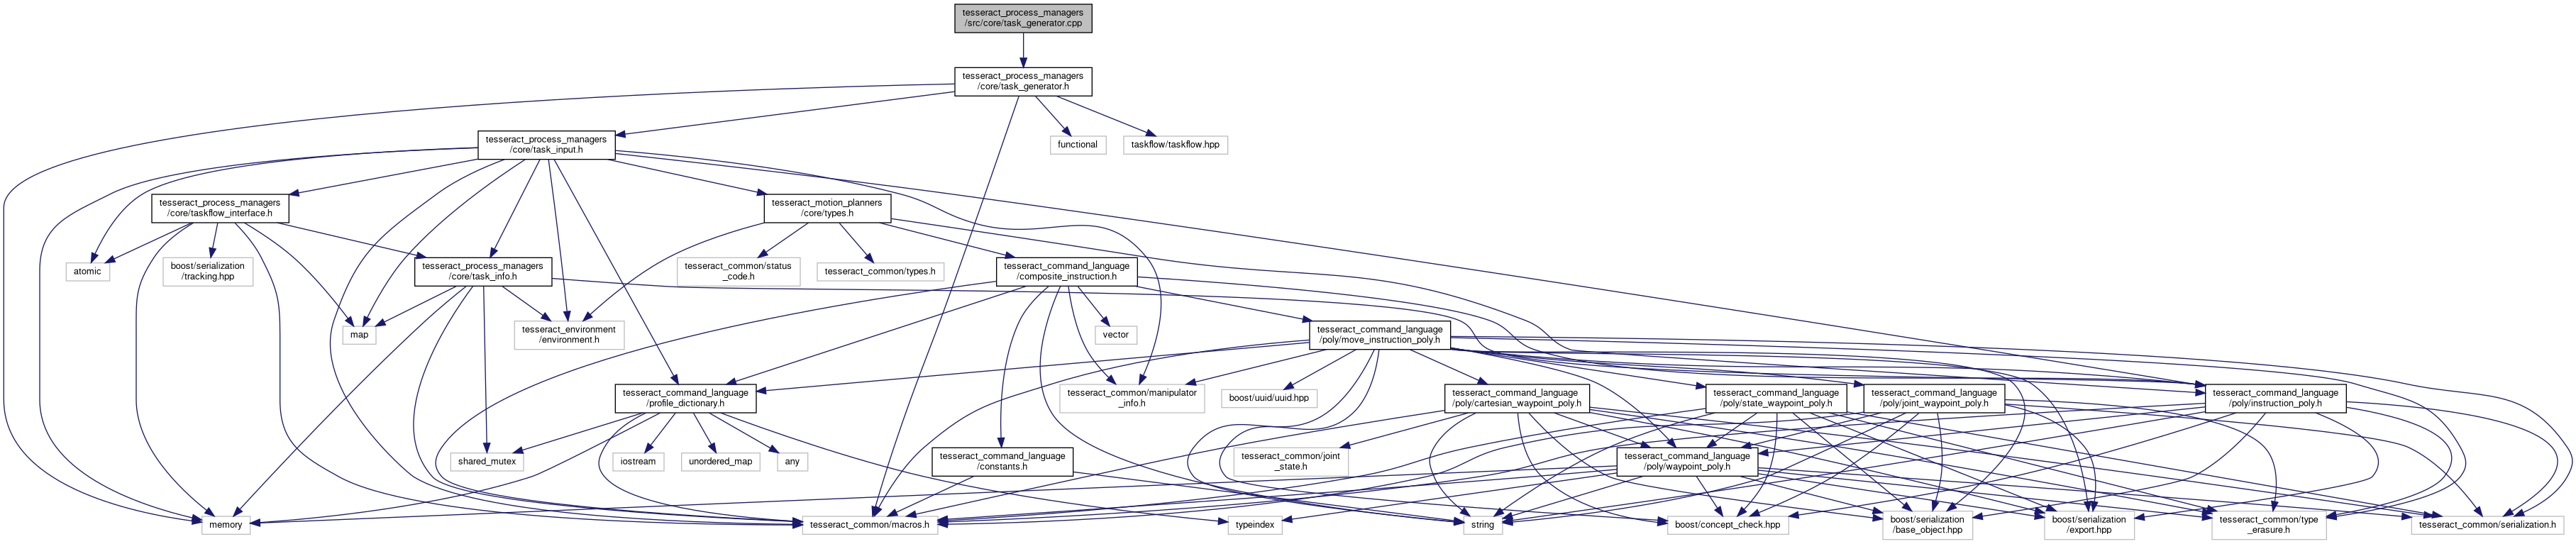 tesseract_process_managers
/src/core/task_generator.cpp
tesseract_process_managers
/core/task_generator.h
tesseract_process_managers
/core/task_input.h
functional
taskflow/taskflow.hpp
tesseract_process_managers
/core/taskflow_interface.h
tesseract_motion_planners
/core/types.h
atomic
boost/serialization
/tracking.hpp
tesseract_process_managers
/core/task_info.h
tesseract_common/status
_code.h
tesseract_common/types.h
tesseract_command_language
/composite_instruction.h
map
tesseract_environment
/environment.h
vector
tesseract_command_language
/poly/move_instruction_poly.h
tesseract_command_language
/profile_dictionary.h
tesseract_common/manipulator
_info.h
boost/uuid/uuid.hpp
tesseract_command_language
/poly/cartesian_waypoint_poly.h
tesseract_command_language
/poly/state_waypoint_poly.h
tesseract_command_language
/poly/joint_waypoint_poly.h
tesseract_command_language
/poly/instruction_poly.h
shared_mutex
iostream
unordered_map
any
tesseract_command_language
/constants.h
tesseract_common/joint
_state.h
tesseract_command_language
/poly/waypoint_poly.h
memory
tesseract_common/macros.h
typeindex
string
boost/concept_check.hpp
boost/serialization
/base_object.hpp
boost/serialization
/export.hpp
tesseract_common/type
_erasure.h
tesseract_common/serialization.h